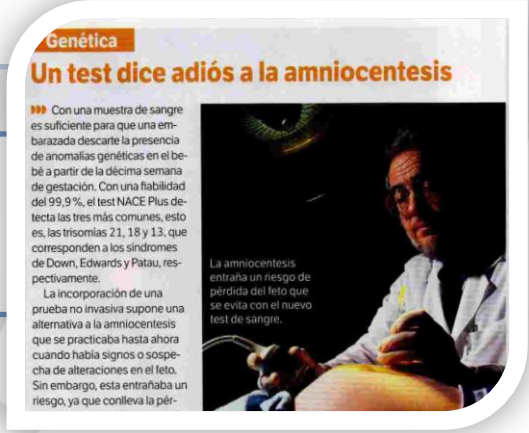 Genética
Un test dice adiós a la amniocentesis
Con una muestra de sangre
es suficiente para que una em-
barazada descarte la presencia
de anomalías genéticas en el be-
bé a partir de la décima semana
de gestación. Con una fiabilidad
del 99,9 %, el test NACE Plus de-
tecta las tres más comunes, esto
es, las trisomías 21, 18 y 13, que
corresponden a los síndromes
de Down, Edwards y Patau, res-
pectivamente.
La incorporación de una
prueba no invasiva supone una
alternativa a la amniocentesis
que se practicaba hasta ahora
cuando había signos o sospe-
cha de alteraciones en el feto.
Sin embargo, esta entrañaba un
riesgo, ya que conlleva la pér-
La amniocentesis
entraña un riesgo de
pérdida del feto que
se evita con el nuevo
test de sangre.